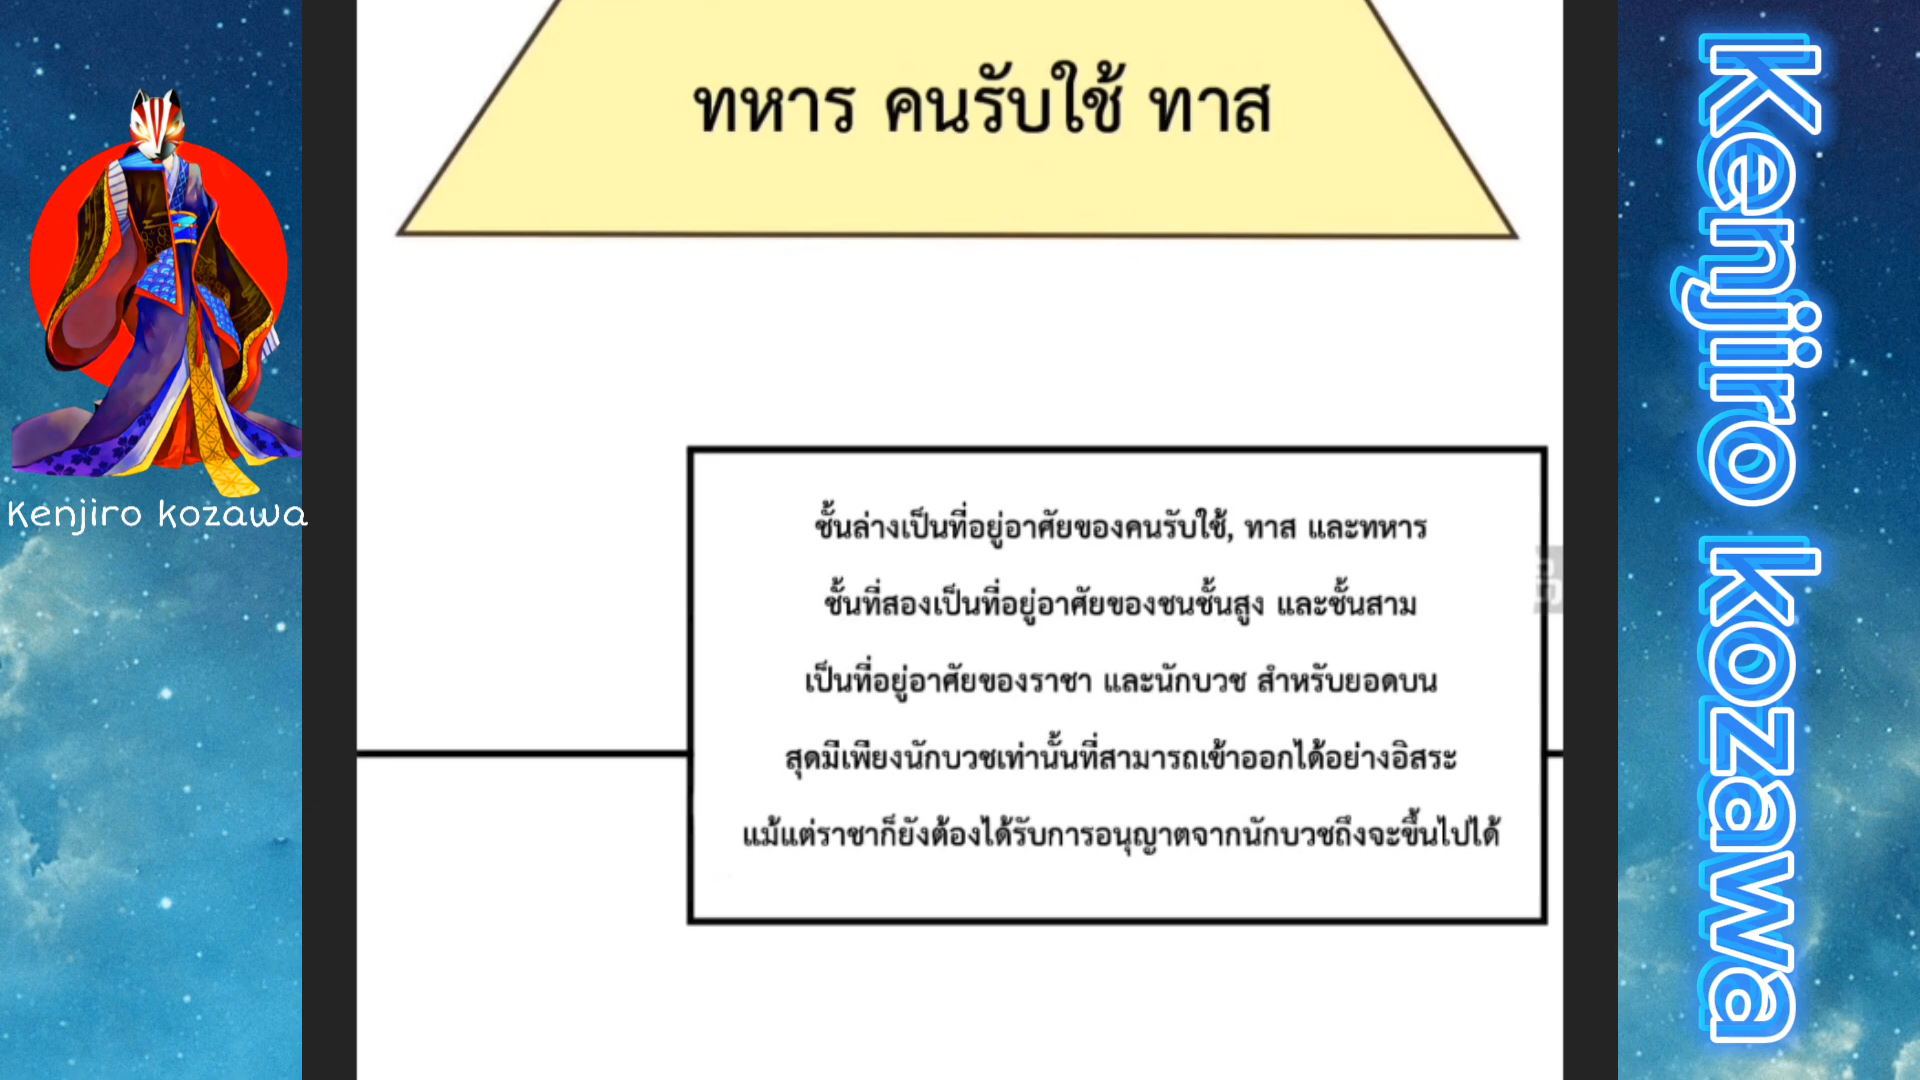 ทหาร คนรับใช้ ทาส
ชั้นล่างเป็นที่อยู่อาศัยของคนรับใช้, ทาส และทหาร
ชั้นที่สองเป็นที่อยู่อาศัยของชนชั้นสูง และชั้นสาม
เป็นที่อยู่อาศัยของราชา และนักบวช สำหรับยอดบน
สุดมีเพียงนักบวชเท่านั้นที่สามารถเข้าออกได้อย่างอิสระ
แม้แต่ราชาก็ยังต้องได้รับการอนุญาตจากนักบวชถึงจะขึ้นไปได้
Kenjiro kozawa
Kenjiro kozawa